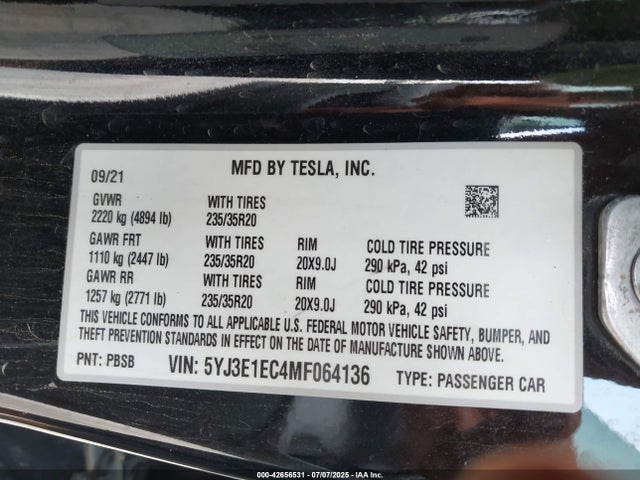 09/21 MFD BY TESLA, INC.
GVWR WITH TIRES
2220 kg (4894 lb) 235/35R20
GAWR FRT WITH TIRES RIM COLD TIRE PRESSURE
1110 kg (2447 lb) 235/35R20 20X9.0J 290 kPa, 42 psi
GAWR RR WITH TIRES RIM COLD TIRE PRESSURE
1257 kg (2771 lb) 235/35R20 20X9.0J 290 kPa, 42 psi
THIS VEHICLE CONFORMS TO ALL APPLICABLE U.S. FEDERAL MOTOR VEHICLE SAFETY, BUMPER, AND
THEFT PREVENTION STANDARDS IN EFFECT ON THE DATE OF MANUFACTURE SHOWN ABOVE.
PNT: PBSB VIN: 5YJ3E1EC4MF064136 TYPE: PASSENGER CAR
000-42656531 - 07/07/2025 - IAA Inc.